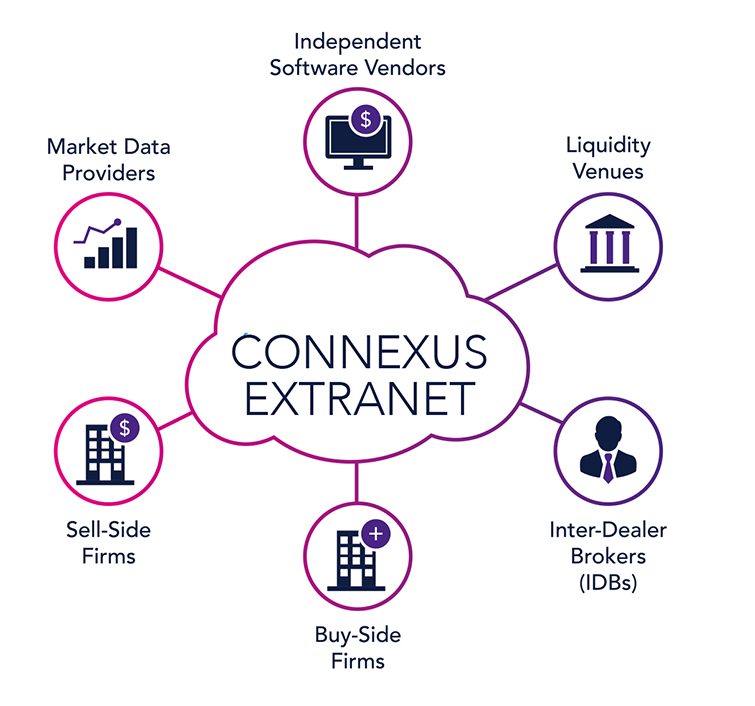 Independent
Software Vendors
Market Data
Providers
$
Liquidity
Venues
CONNEXUS
EXTRANET
$
Sell-Side
Firms
+
Buy-Side
Firms
Inter-Dealer
Brokers
(IDBs)